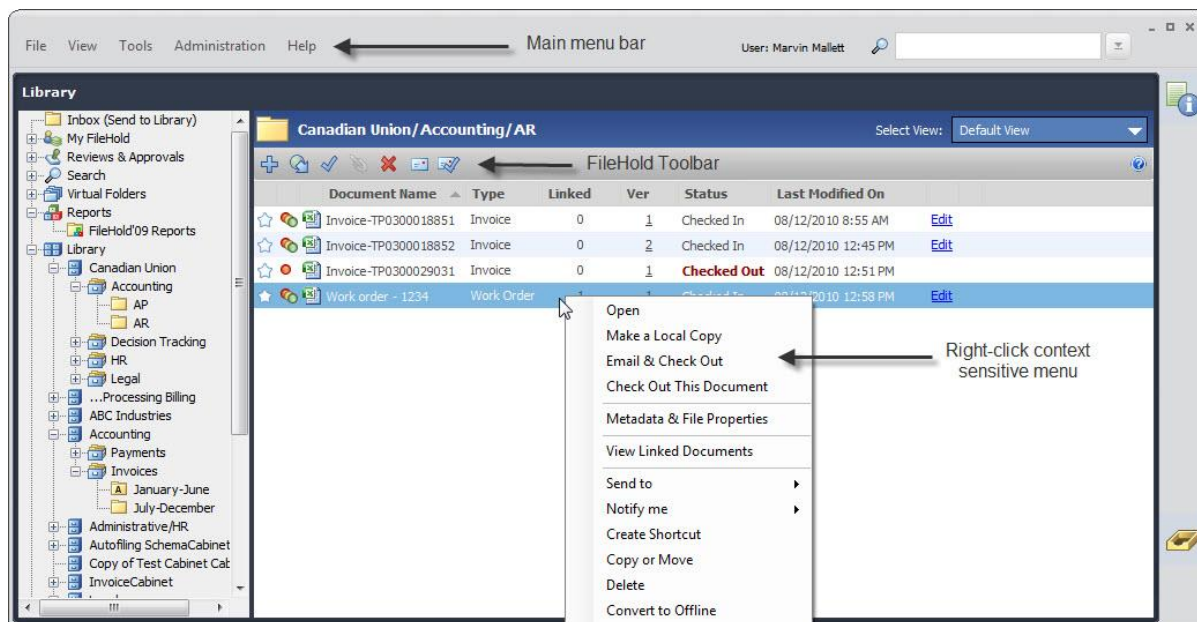 File View Tools Administration Help
Main menu bar
User: Marvin Mallett
Library
Inbox (Send to Library)
My FileHold
Reviews & Approvals
Search
Virtual Folders
Reports
FileHold'09 Reports
Library
Canadian Union
Accounting
AP
AR
Decision Tracking
HR
Legal
...Processing Billing
ABC Industries
Accounting
Payments
Invoices
A January-June
July-December
Administrative/HR
Autofiling SchemaCabinet
Copy of Test Cabinet Cab
InvoiceCabinet
Canadian Union/Accounting/AR
Select View: Default View
FileHold Toolbar
Document Name Type Linked Ver Status Last Modified On
Invoice-TP0300018851 Invoice 0 1 Checked In 08/12/2010 8:55 AM Edit
Invoice-TP0300018852 Invoice 0 2 Checked In 08/12/2010 12:45 PM Edit
Invoice-TP0300029031 Invoice 0 1 Checked Out 08/12/2010 12:51 PM
Work order - 1234 Work Order 12:58 PM Edit
Open
Make a Local Copy
Email & Check Out
Check Out This Document
Metadata & File Properties
View Linked Documents
Send to
Notify me
Create Shortcut
Copy or Move
Delete
Convert to Offline
Right-click context
sensitive menu